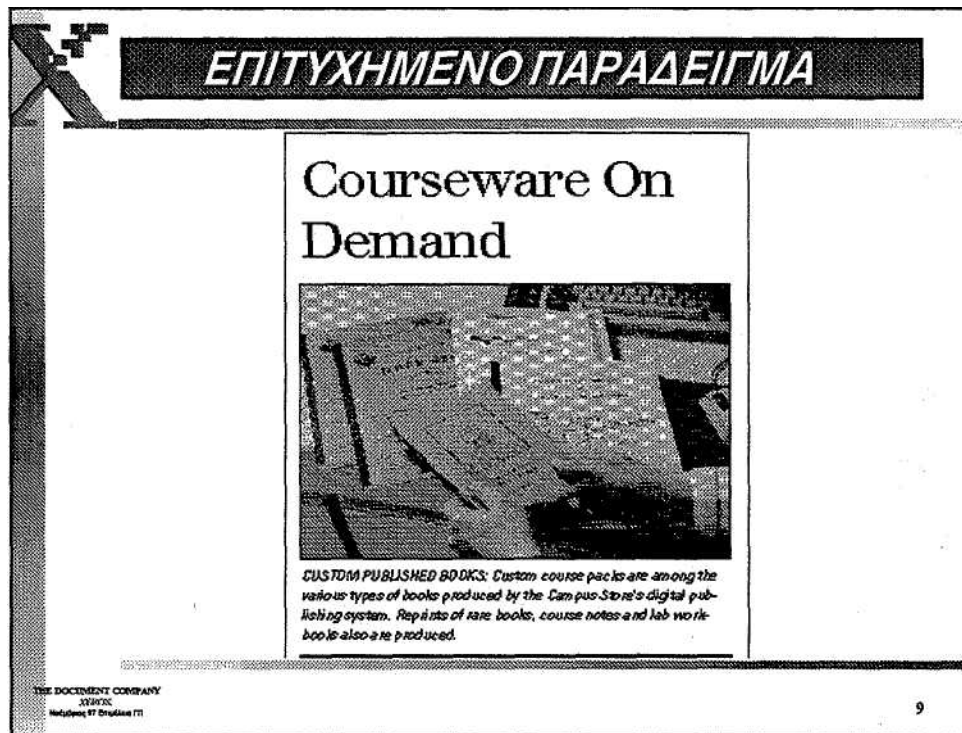 ΕΠΙΤΥΧΗΜΕΝΟ ΠΑΡΑΔΕΙΓΜΑ
Courseware On
Demand
CUSTOM PUBLISHED BOOKS: Custom course packs are among the
various types of books produced by the Campus Store's digital pub-
lishing system. Reprints of rare books, course notes and lab work-
books also are produced.
THE DOCUMENT COMPANY
XEROX
Νοέμβριος 97
9